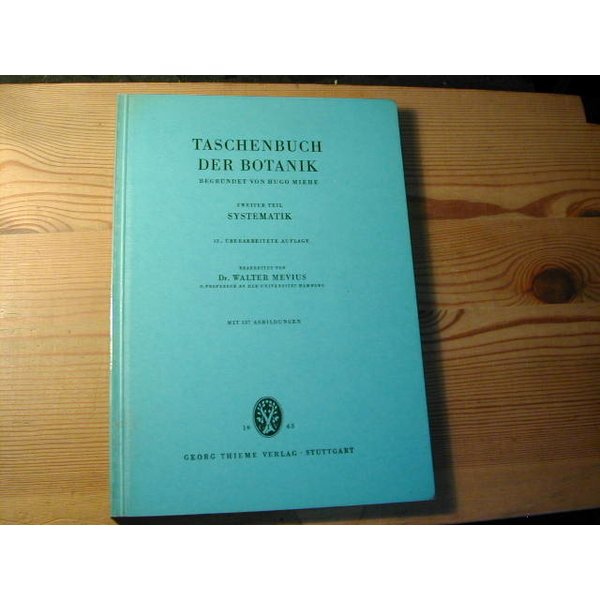 TASCHENBUCH
DER BOTANIK
BEGRÜNDET VON HUGO MIEHE
ZWEITER TEIL
SYSTEMATIK
ÜBERARBEITETE AUFLAGE
BEARBEITET VON
Dr. WALTER MEVIUS
O. PROFESSOR AN DER UNIVERSITÄT HAMBURG
MIT ABBILDUNGEN
19
GEORG THIEME VERLAG · STUTTGART